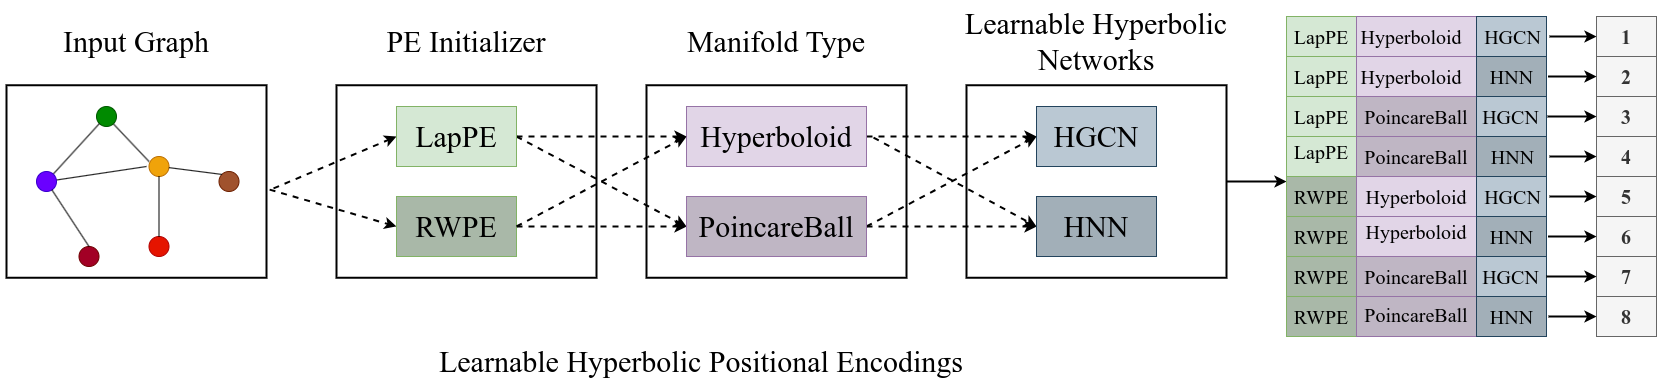 Input Graph
PE Initializer
Manifold Type
Learnable Hyperbolic
Networks
LapPE
RWPE
Hyperboloid
PoincareBall
HGCN
HNN
LapPE Hyperboloid HGCN 1
LapPE Hyperboloid HNN 2
LapPE PoincareBall HGCN 3
LapPE PoincareBall HNN 4
RWPE Hyperboloid HGCN 5
RWPE Hyperboloid HNN 6
RWPE PoincareBall HGCN 7
RWPE PoincareBall HNN 8
Learnable Hyperbolic Positional Encodings